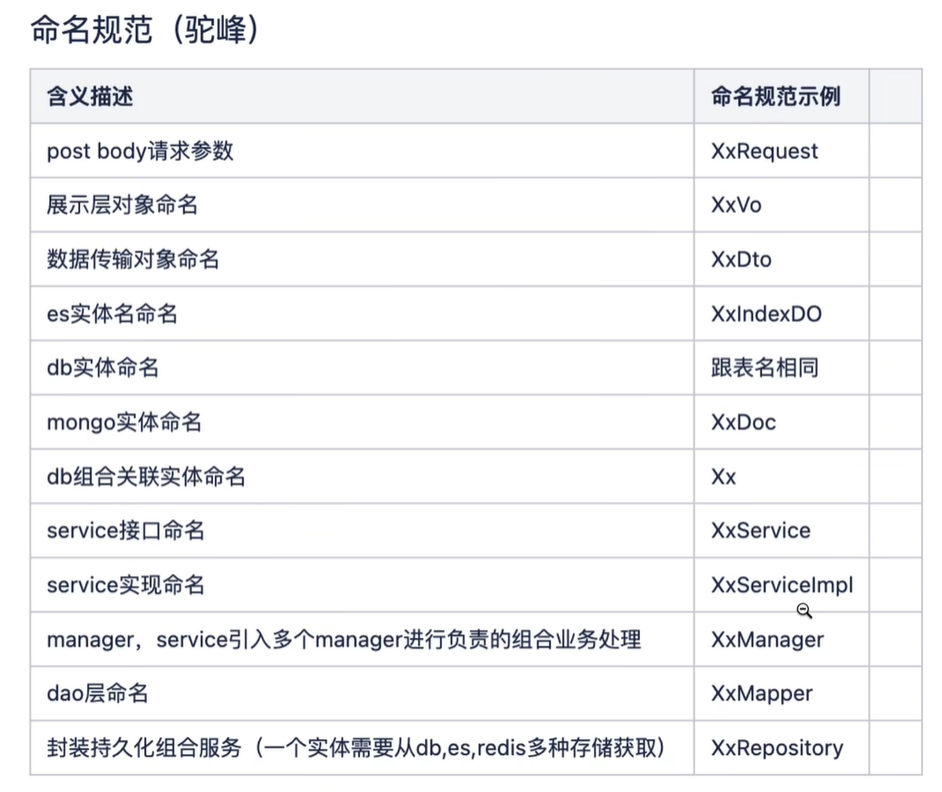 命名规范（驼峰）
含义描述 命名规范示例
post body请求参数 XxRequest
展示层对象命名 XxVo
数据传输对象命名 XxDto
es实体名命名 XxIndexDO
db实体命名 跟表名相同
mongo实体命名 XxDoc
db组合关联实体命名 Xx
service接口命名 XxService
service实现命名 XxServiceImpl
manager，service引入多个manager进行负责的组合业务处理 XxManager
dao层命名 XxMapper
封装持久化组合服务（一个实体需要从db,es,redis多种存储获取） XxRepository